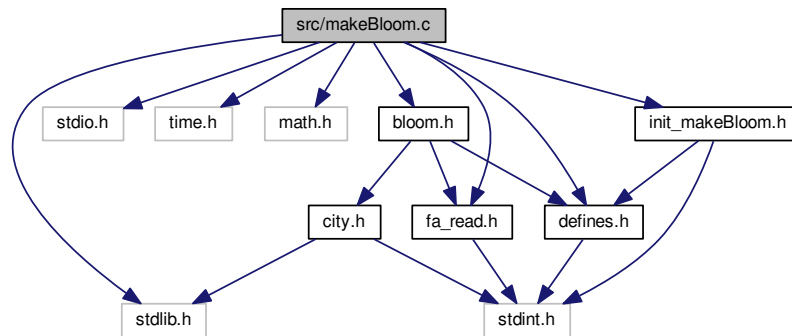 src/makeBloom.c
stdio.h
time.h
math.h
bloom.h
init_makeBloom.h
city.h
fa_read.h
defines.h
stdlib.h
stdint.h